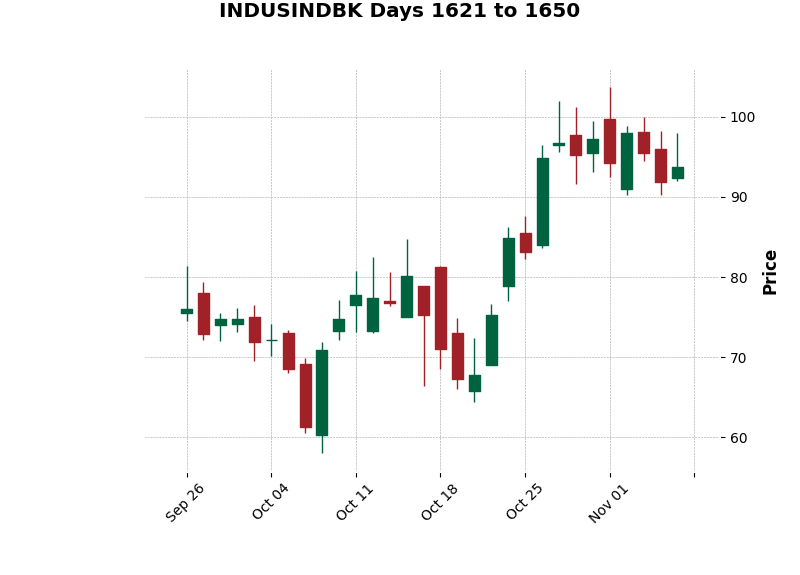 INDUSINDBK Days 1621 to 1650
100
90
80
70
60
Price
Sep 26
Oct 04
Oct 11
Oct 18
Oct 25
Nov 01